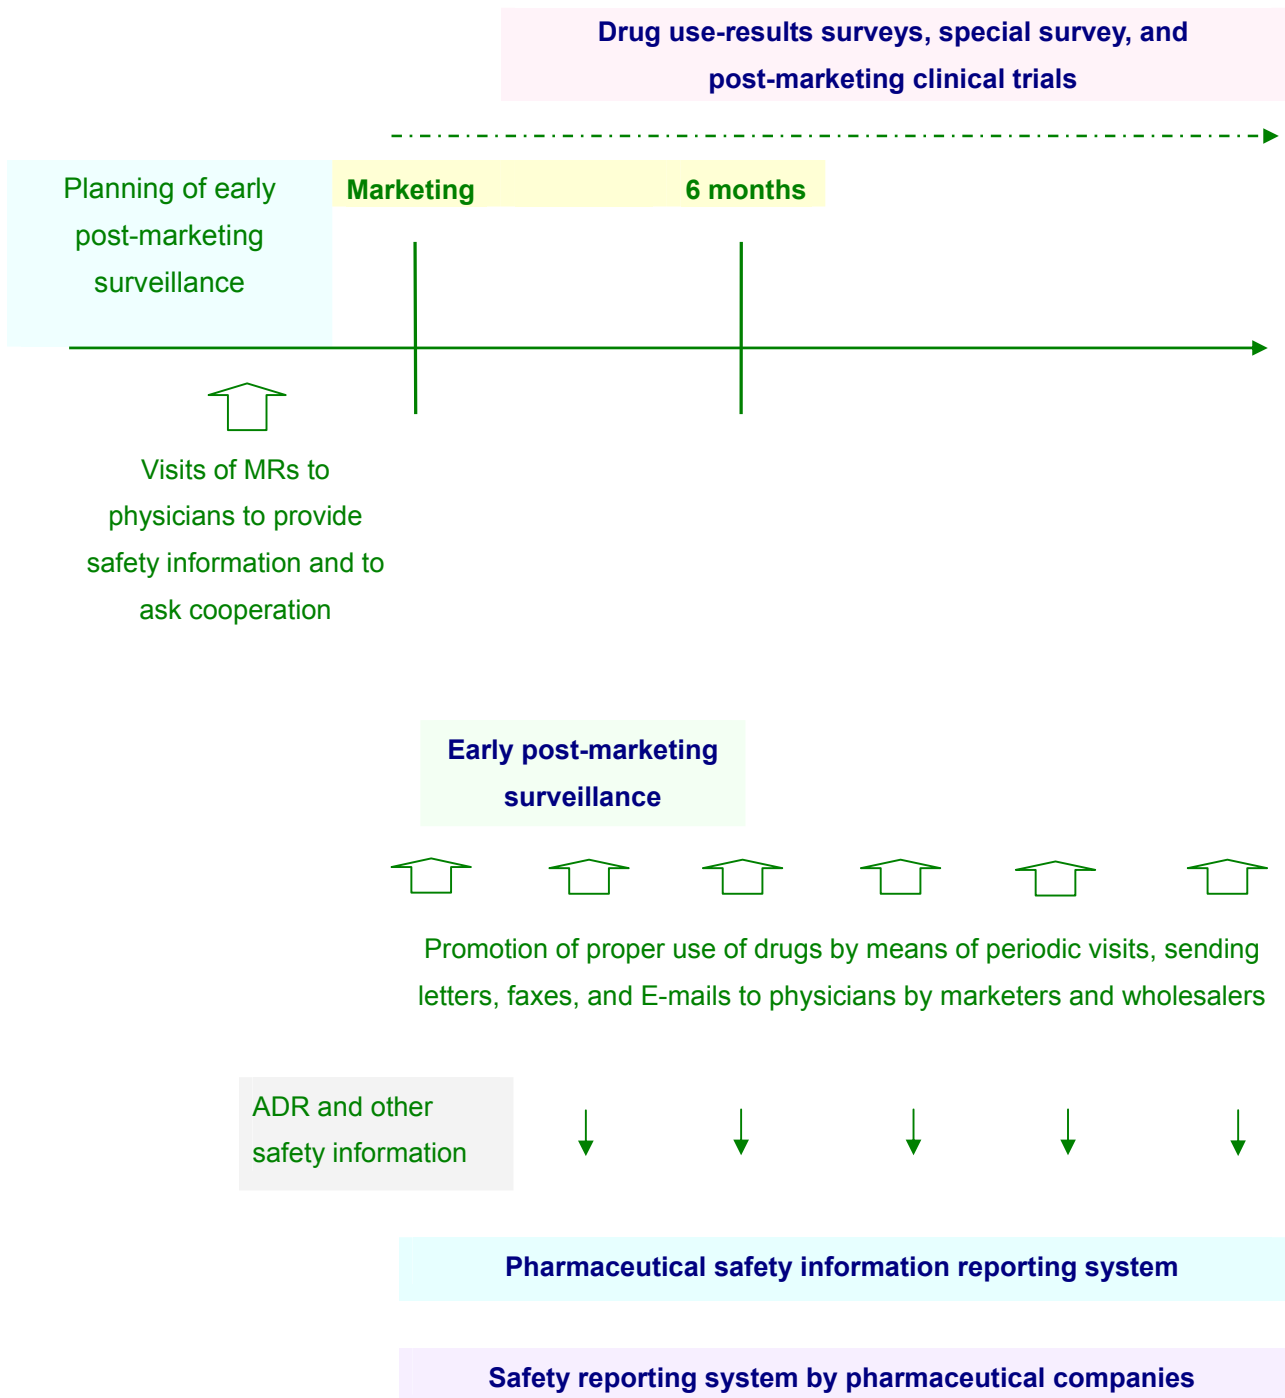 Drug use-results surveys, special survey, and
post-marketing clinical trials
Planning of early
post-marketing
surveillance
Marketing
6 months
Visits of MRs to
physicians to provide
safety information and to
ask cooperation
Early post-marketing
surveillance
Promotion of proper use of drugs by means of periodic visits, sending
letters, faxes, and E-mails to physicians by marketers and wholesalers
ADR and other
safety information
Pharmaceutical safety information reporting system
Safety reporting system by pharmaceutical companies